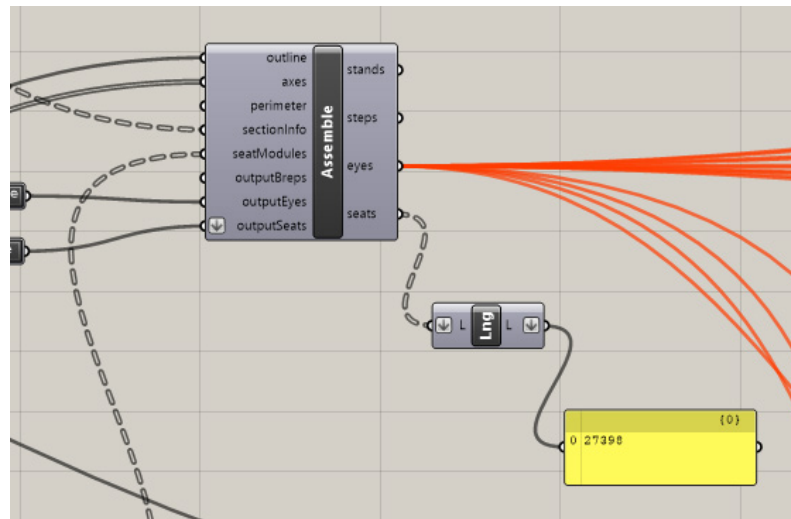 outline
axes
perimeter
sectionInfo
seatModules
outputBreps
outputEyes
outputSeats
Assemble
stands
steps
eyes
seats
L
Lng
L
{0}
0 27398